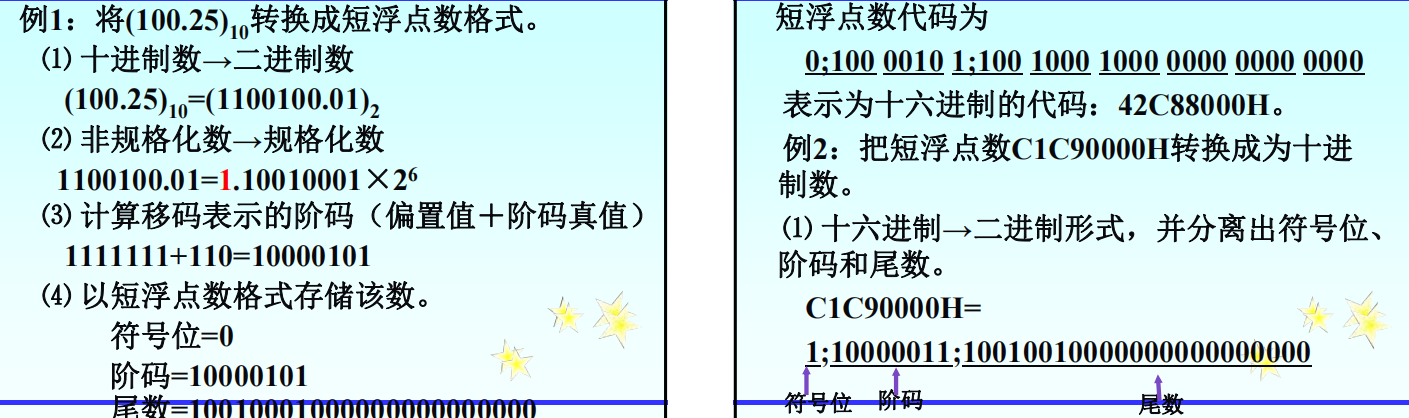 例1：将(100.25)₁₀转换成短浮点数格式。
⑴ 十进制数→二进制数
(100.25)₁₀=(1100100.01)₂
⑵ 非规格化数→规格化数
1100100.01=1.10010001×2⁶
⑶ 计算移码表示的阶码（偏置值＋阶码真值）
1111111+110=10000101
⑷ 以短浮点数格式存储该数。
符号位=0
阶码=10000101
尾数=10010001000000000000000
短浮点数代码为
0;100 0010 1;100 1000 1000 0000 0000 0000
表示为十六进制的代码：42C88000H。
例2：把短浮点数C1C90000H转换成为十进
制数。
⑴ 十六进制→二进制形式，并分离出符号位、
阶码和尾数。
C1C90000H=
1;10000011;10010010000000000000000
符号位 阶码 尾数